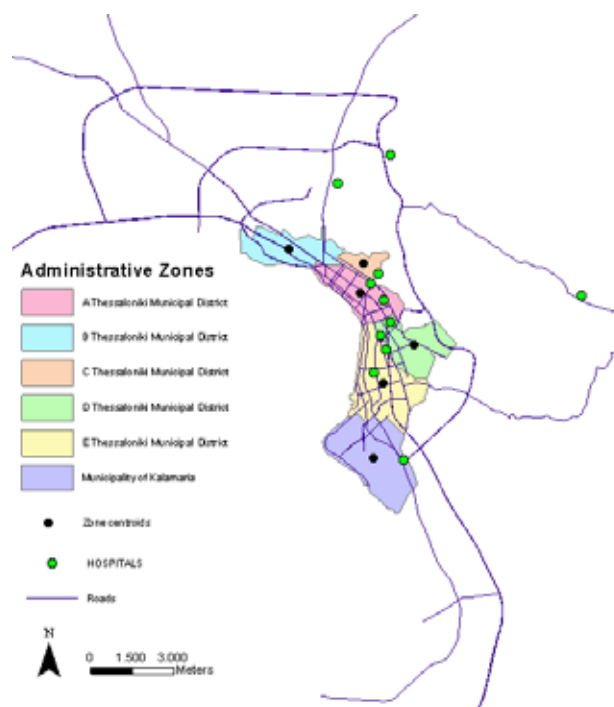 Administrative Zones
A Thessaloniki Municipal District
B Thessaloniki Municipal District
C Thessaloniki Municipal District
D Thessaloniki Municipal District
E Thessaloniki Municipal District
Municipality of Kalamaria
Zone centroids
HOSPITALS
Roads
N
0 1.500 3.000
Meters